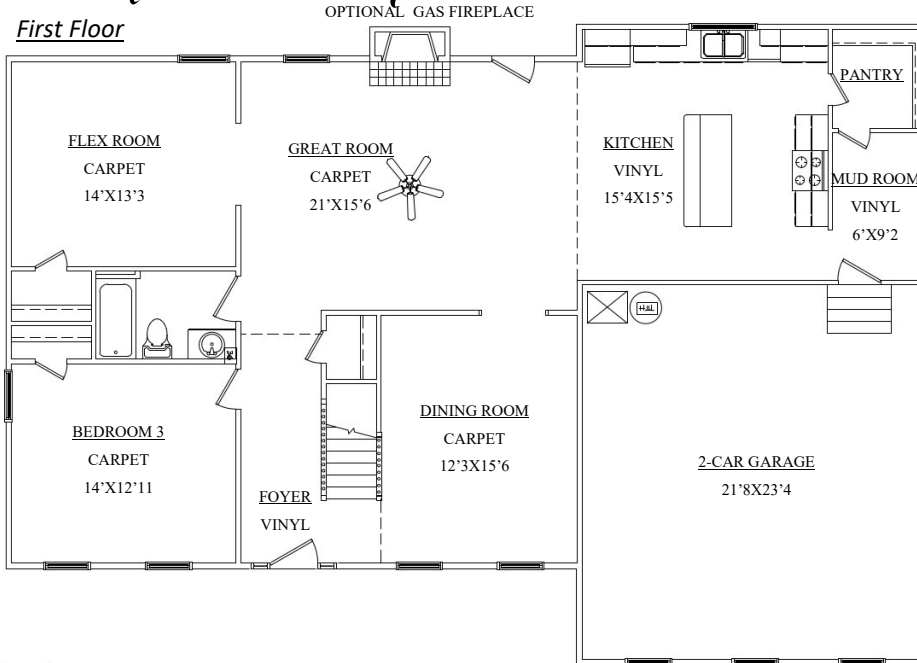 OPTIONAL GAS FIREPLACE
First Floor
PANTRY
FLEX ROOM
CARPET
14'X13'3
GREAT ROOM
CARPET
21'X15'6
KITCHEN
VINYL
15'4X15'5
MUD ROOM
VINYL
6'X9'2
BEDROOM 3
CARPET
14'X12'11
DINING ROOM
CARPET
12'3X15'6
FOYER
VINYL
2-CAR GARAGE
21'8X23'4